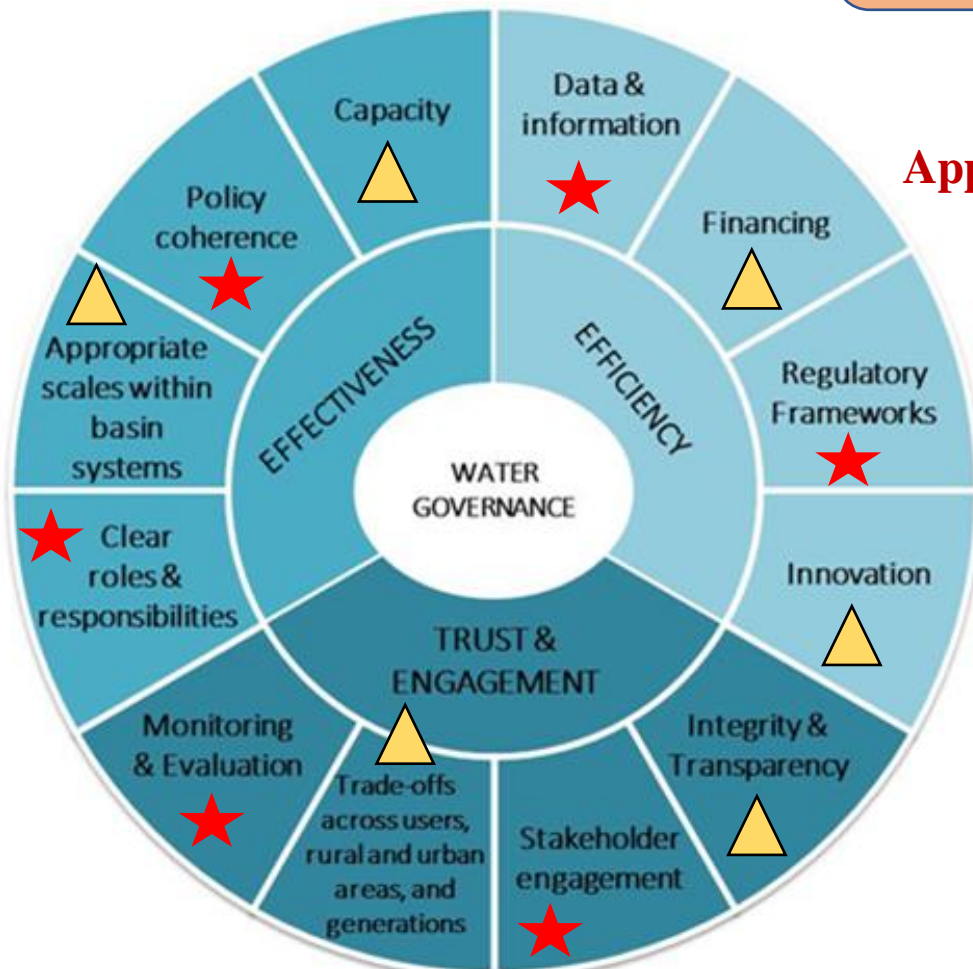 Capacity
Data &
information
App
Policy
coherence
Financing
Appropriate
scales within
basin
systems
EFFECTIVENESS
EFFICIENCY
Regulatory
Frameworks
WATER
GOVERNANCE
Clear
roles &
responsibilities
Innovation
TRUST &
ENGAGEMENT
Monitoring
& Evaluation
Trade-offs
across users,
rural and urban
areas, and
generations
Stakeholder
engagement
Integrity &
Transparency